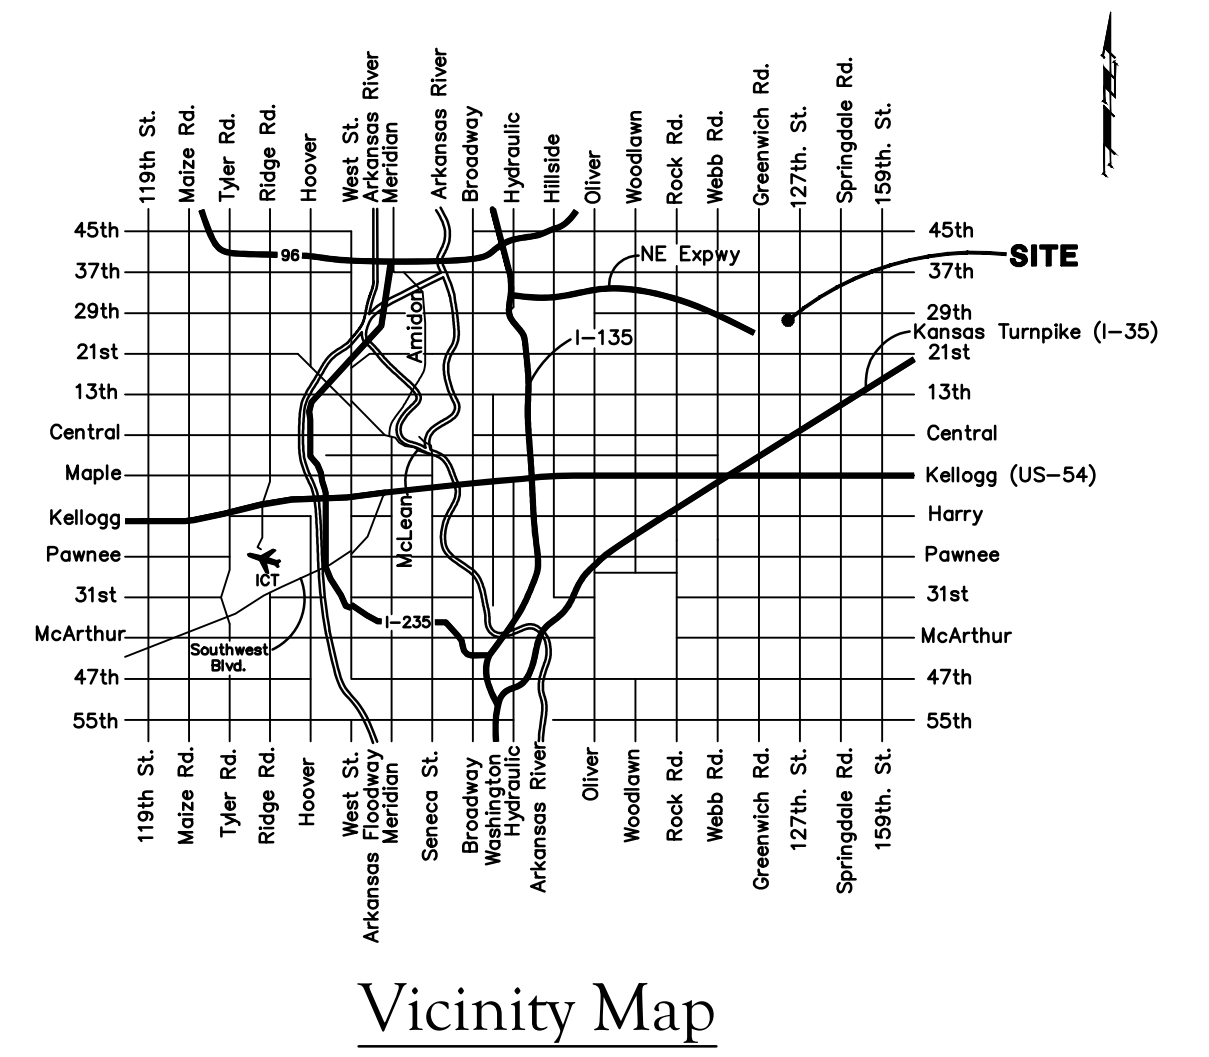 119th St.
Maize Rd.
Tyler Rd.
Ridge Rd.
Hoover
West St.
Arkansas River
Meridian
Arkansas River
Broadway
Hydraulic
Hillside
Oliver
Woodlawn
Rock Rd.
Webb Rd.
Greenwich Rd.
127th. St.
Springdale Rd.
159th. St.
45th
45th
96
NE Expwy
SITE
37th
37th
29th
29th
Amidon
I-135
Kansas Turnpike (I-35)
21st
21st
13th
13th
Central
Central
Maple
Kellogg (US-54)
Kellogg
McLean
Harry
Pawnee
Pawnee
ICT
31st
31st
I-235
McArthur
McArthur
Southwest
Blvd.
47th
47th
55th
55th
119th St.
Maize Rd.
Tyler Rd.
Ridge Rd.
Hoover
West St.
Arkansas Floodway
Meridian
Seneca St.
Broadway
Washington
Hydraulic
Arkansas River
Oliver
Woodlawn
Rock Rd.
Webb Rd.
Greenwich Rd.
127th. St.
Springdale Rd.
159th. St.
Vicinity Map